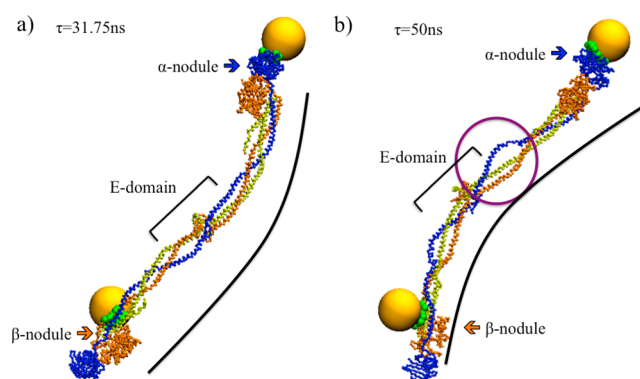 a)
τ=31.75ns
α-nodule
E-domain
β-nodule
b)
τ=50ns
α-nodule
E-domain
β-nodule